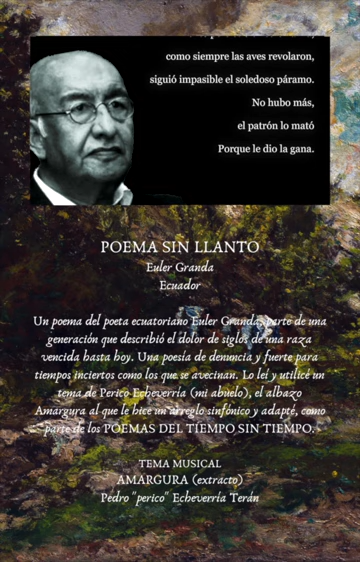 como siempre las aves revolaron,
siguió impasible el soledoso páramo.
No hubo más,
el patrón lo mató
Porque le dio la gana.
POEMA SIN LLANTO
Euler Granda
Ecuador
Un poema del poeta ecuatoriano Euler Granda, parte de una
generación que describió el dolor de siglos de una raza
vencida hasta hoy. Una poesía de denuncia y fuerte para
tiempos inciertos como los que se avecinan. Lo leí y utilicé un
tema de Perico Echeverría (mi abuelo), el albazo
Amargura al que le hice un arreglo sinfónico y adapté, como
parte de los POEMAS DEL TIEMPO SIN TIEMPO.
TEMA MUSICAL
AMARGURA (extracto)
Pedro "perico" Echeverría Terán